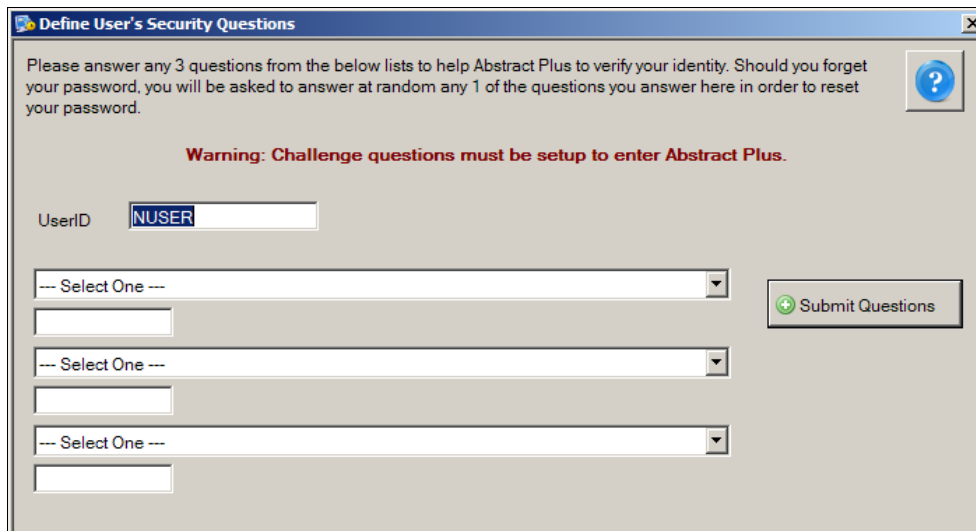 Define User's Security Questions
Please answer any 3 questions from the below lists to help Abstract Plus to verify your identity. Should you forget
your password, you will be asked to answer at random any 1 of the questions you answer here in order to reset
your password.
?
Warning: Challenge questions must be setup to enter Abstract Plus.
UserID NUSER
--- Select One ---
Submit Questions
--- Select One ---
--- Select One ---